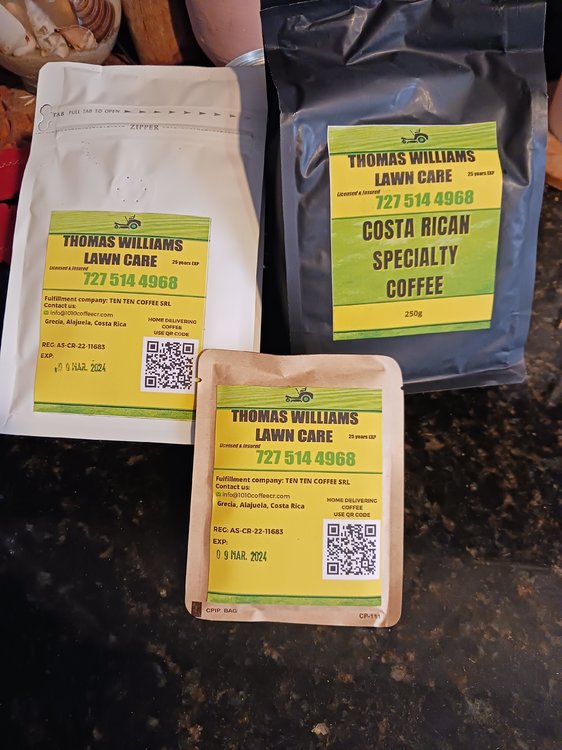 TAB PULL TAB TO OPEN
ZIPPER
THOMAS WILLIAMS
LAWN CARE
25 years EXP
Licensed & Insured
727 514 4968
Fulfillment company: TEN TEN COFFEE SRL
Contact us:
info@1010coffeecr.com
Grecia, Alajuela, Costa Rica
HOME DELIVERING
COFFEE
USE QR CODE
REG: AS-CR-22-11683
EXP:
0 9 MAR. 2024
THOMAS WILLIAMS
LAWN CARE
25 years EXP
Licensed & Insured
727 514 4968
COSTA RICAN
SPECIALTY
COFFEE
250g
THOMAS WILLIAMS
LAWN CARE
25 years EXP
Licensed & Insured
727 514 4968
Fulfillment company: TEN TEN COFFEE SRL
Contact us:
info@1010coffeecr.com
Grecia, Alajuela, Costa Rica
HOME DELIVERING
COFFEE
USE QR CODE
REG: AS-CR-22-11683
EXP:
0 9 MAR. 2024
CPIP. BAG
CP-111